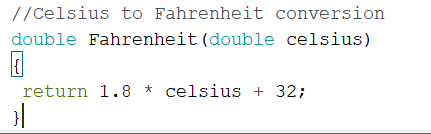 //Celsius to Fahrenheit conversion
double Fahrenheit(double celsius)
{
 return 1.8 * celsius + 32;
}